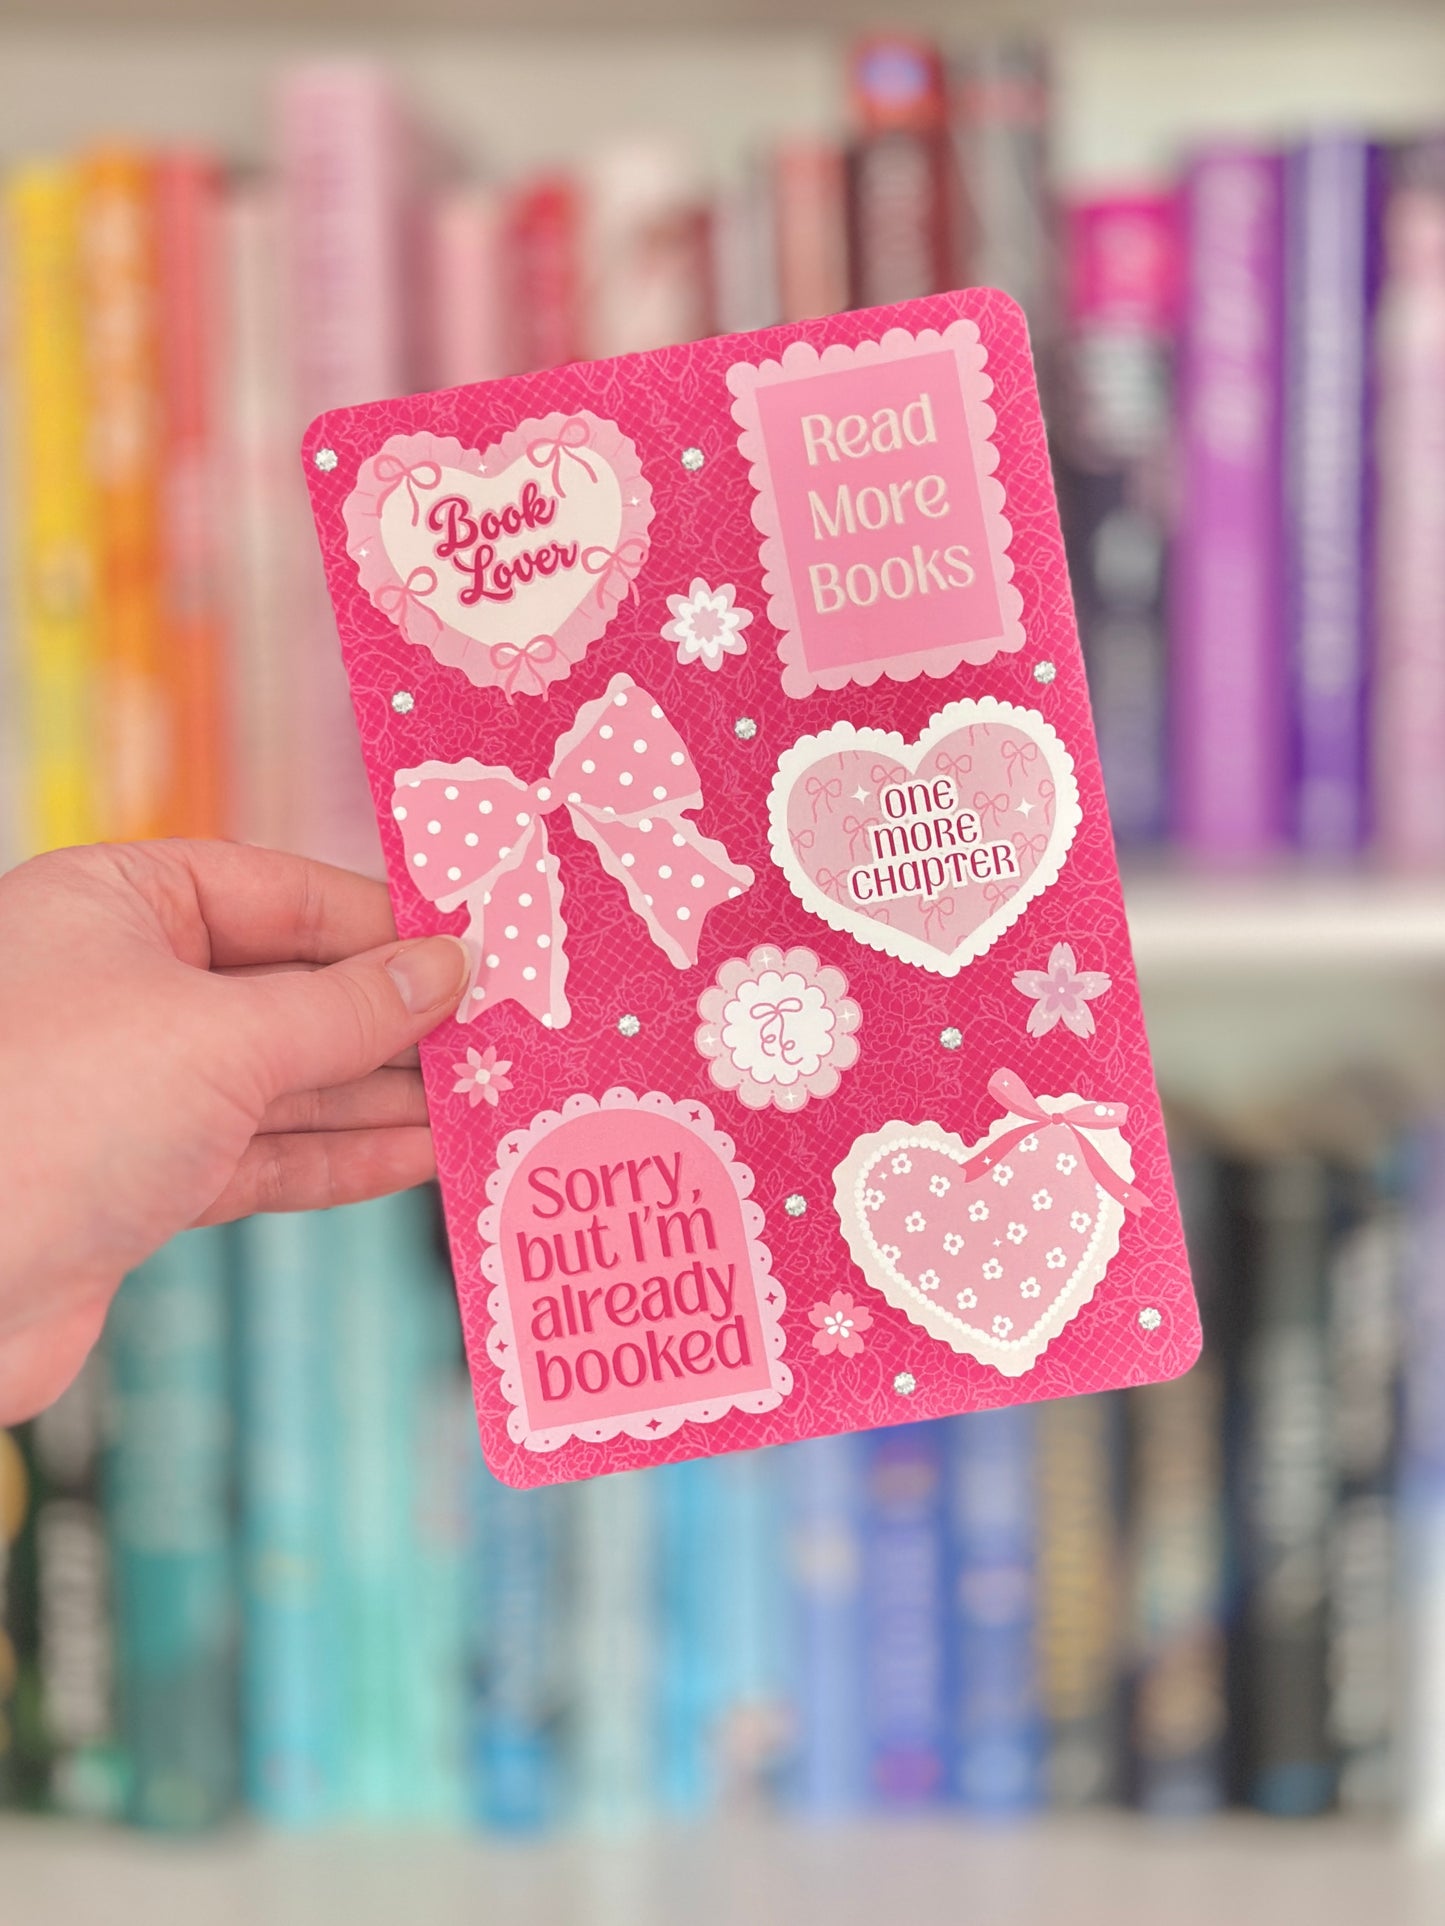 Book
Lover
Read
More
Books
one
more
chapter
Sorry,
but I'm
already
booked